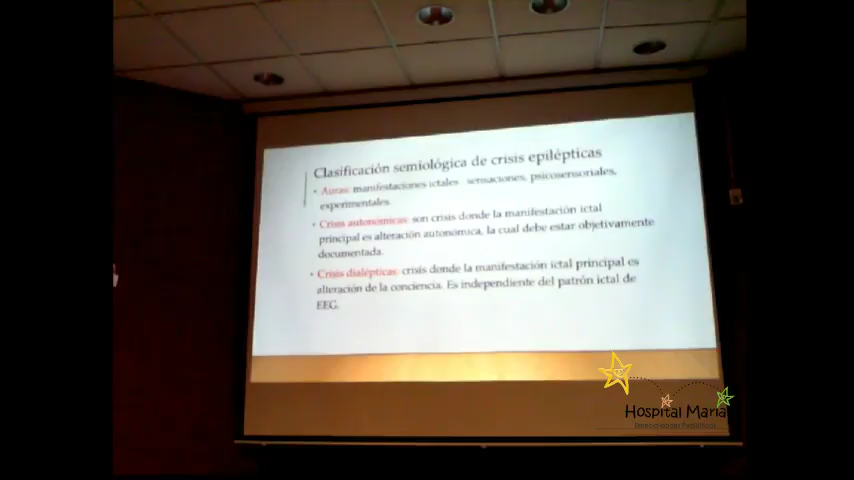 Clasificación semiológica de crisis epilépticas
• Auras: manifestaciones ictales sensaciones, psicosensoriales,
experimentales.
• Crisis autonómicas: son crisis donde la manifestación ictal
principal es alteración autonómica, la cual debe estar objetivamente
documentada.
• Crisis dialépticas: crisis donde la manifestación ictal principal es
alteración de la conciencia. Es independiente del patrón ictal de
EEG.
Hospital María
Especialidades Pediátricas